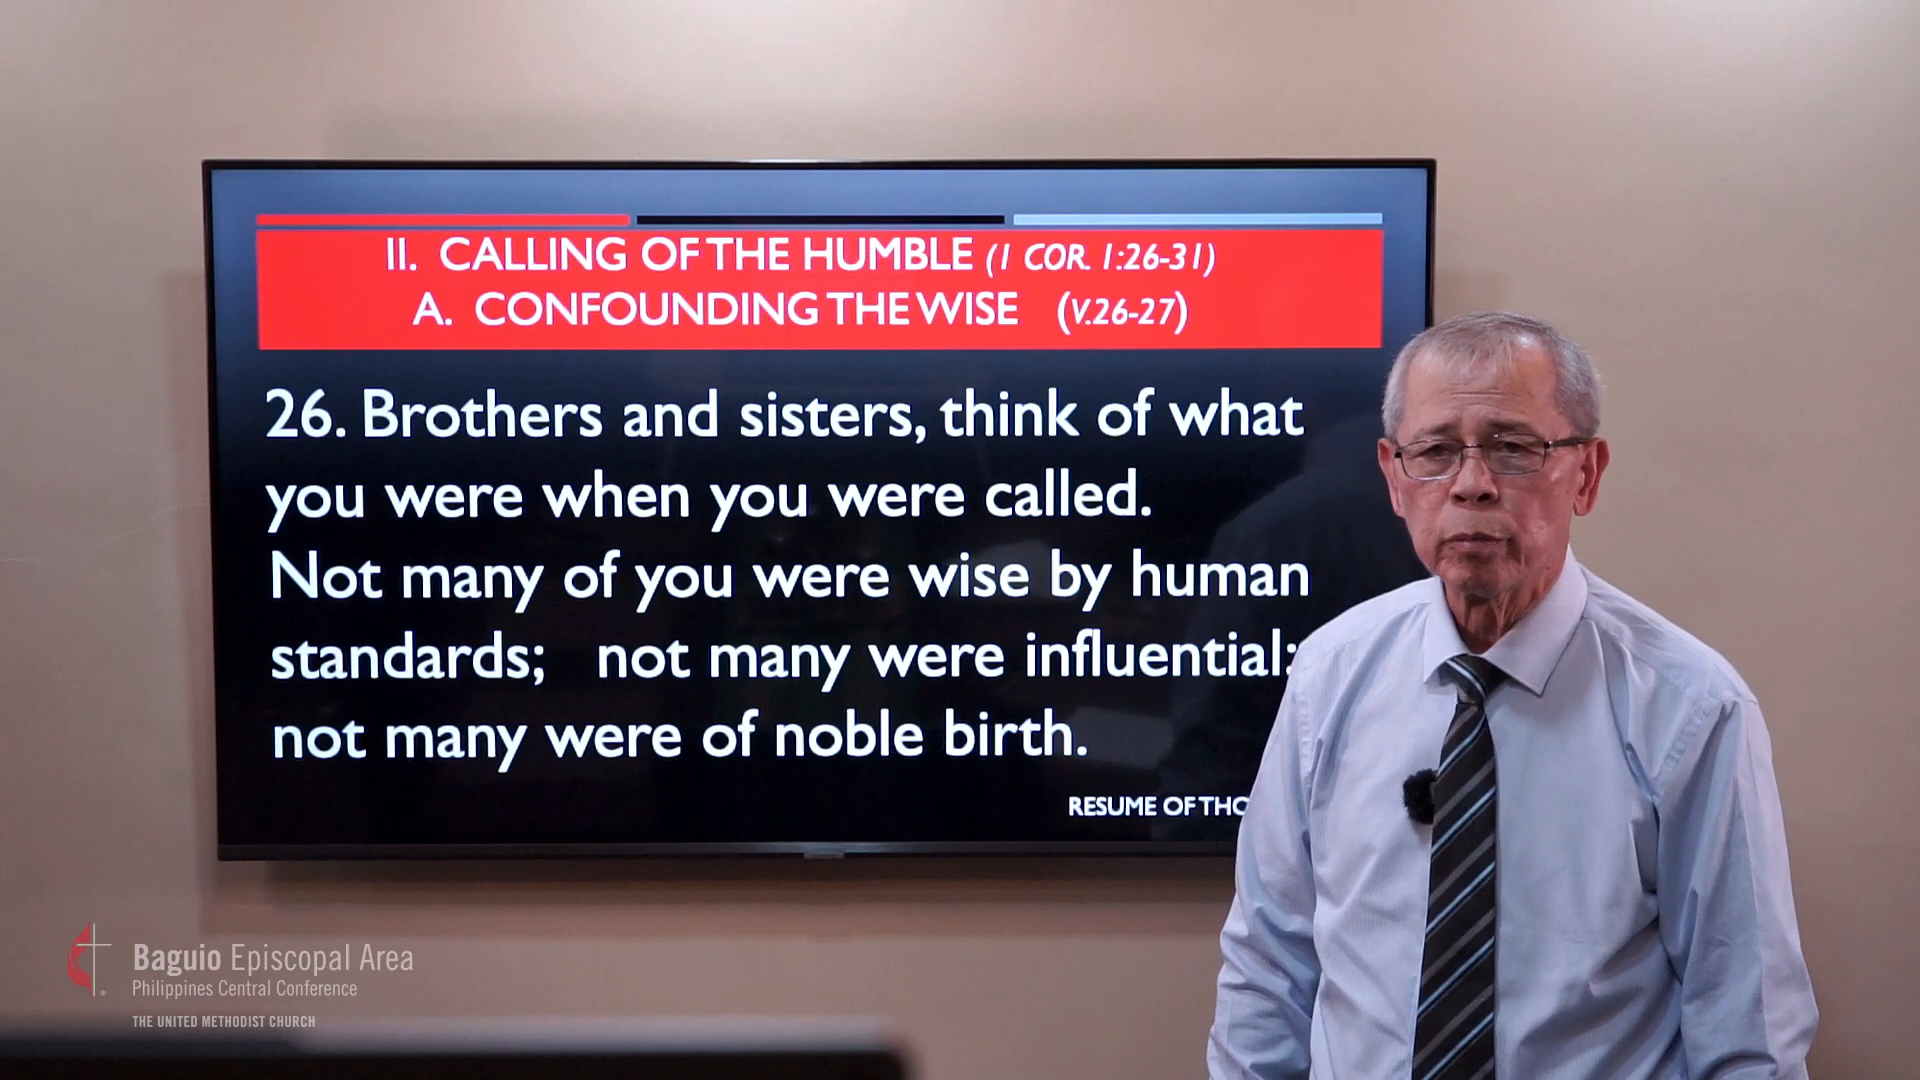 II. CALLING OF THE HUMBLE (1 COR. 1:26-31)
A. CONFOUNDING THE WISE (V.26-27)
26. Brothers and sisters, think of what
you were when you were called.
Not many of you were wise by human
standards; not many were influential;
not many were of noble birth.
RESUME OF
Baguio Episcopal Area
Philippines Central Conference
THE UNITED METHODIST CHURCH